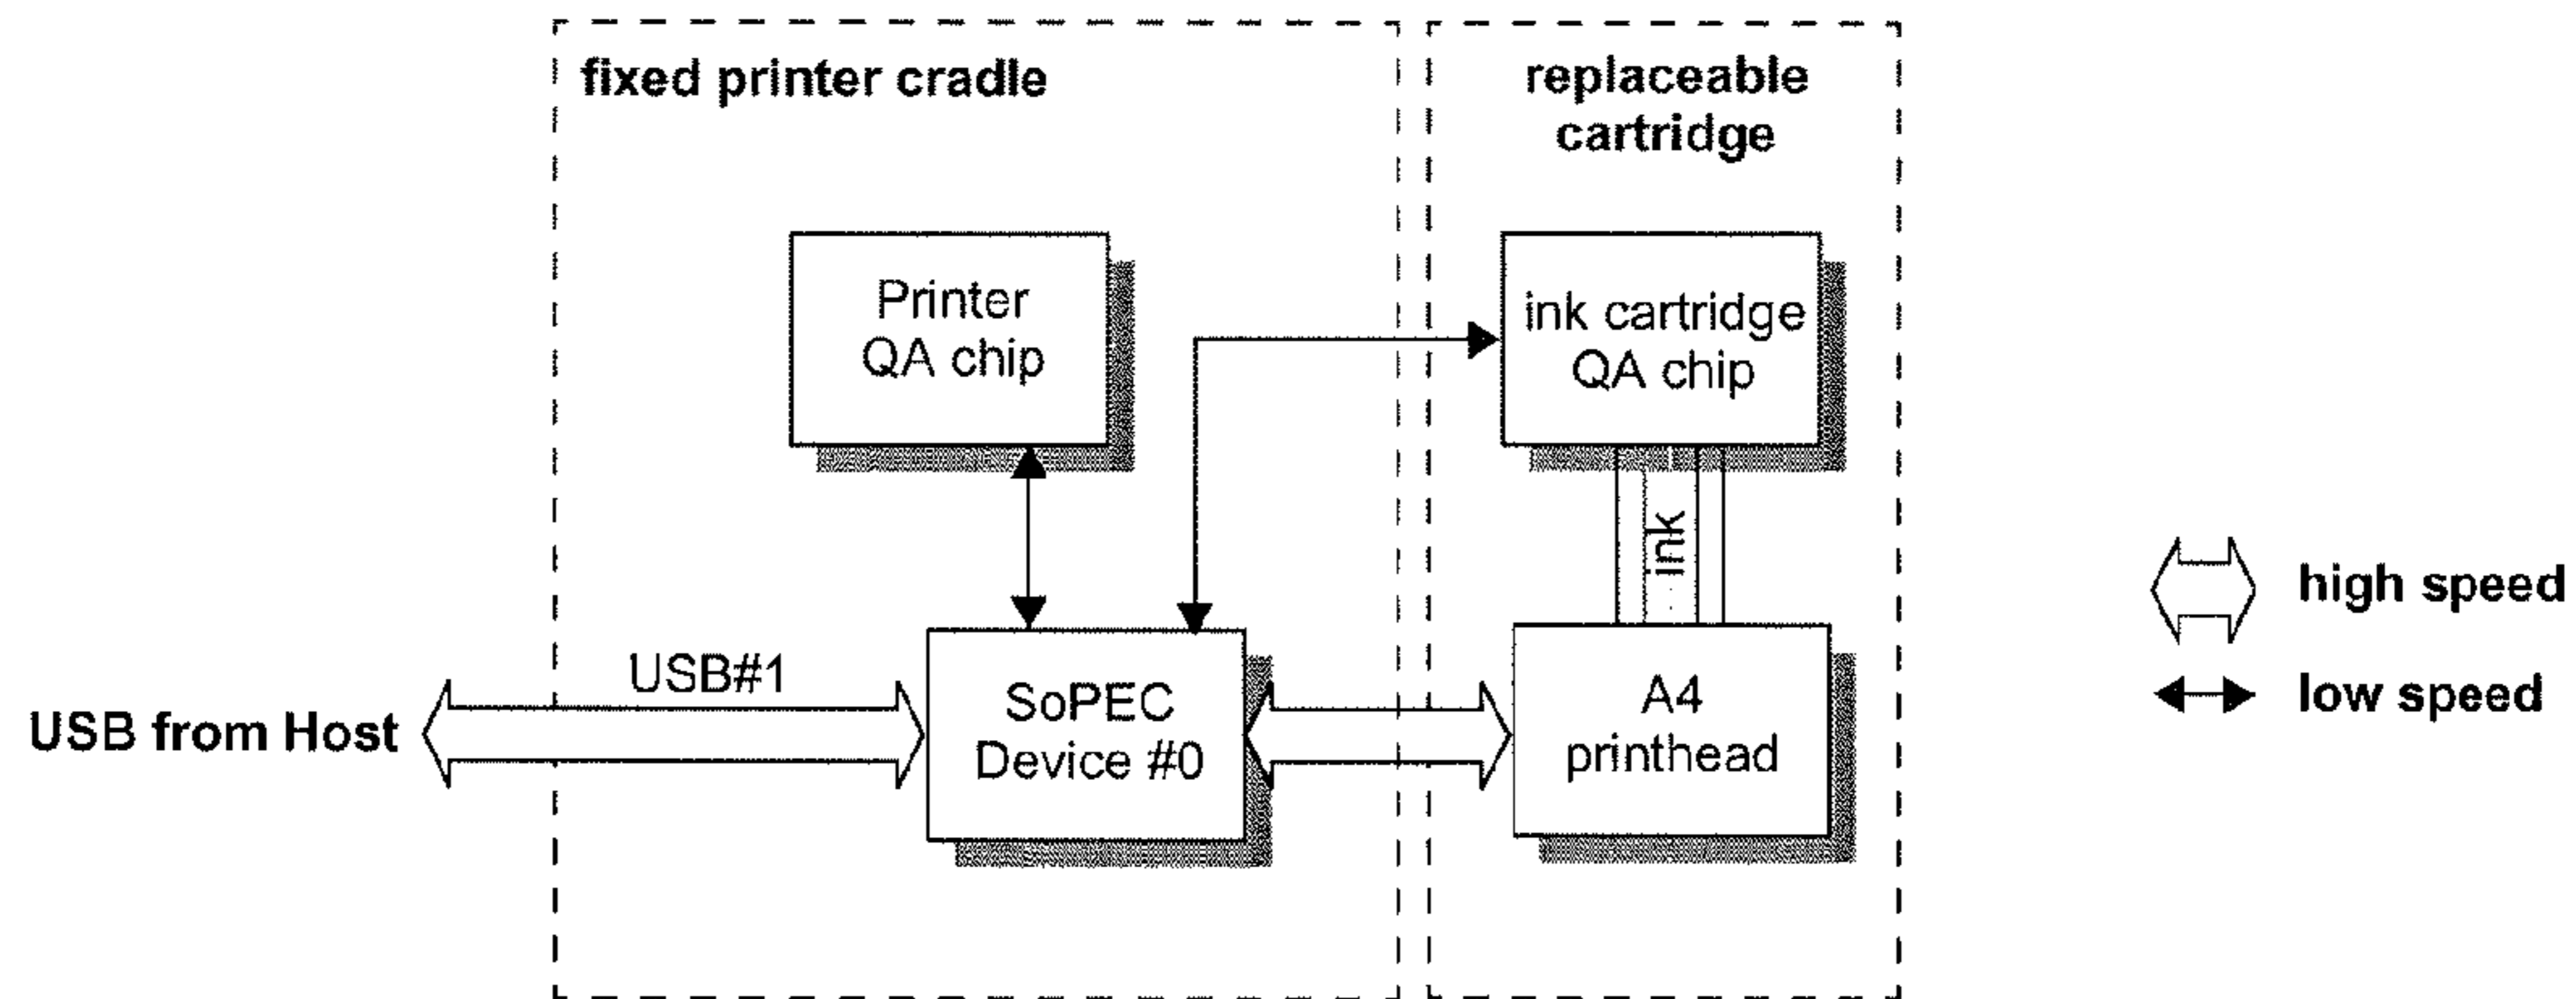 fixed printer cradle
replaceable
cartridge
Printer
QA chip
ink cartridge
QA chip
ink
USB#1
USB from Host
SoPEC
Device #0
A4
printhead
high speed
low speed